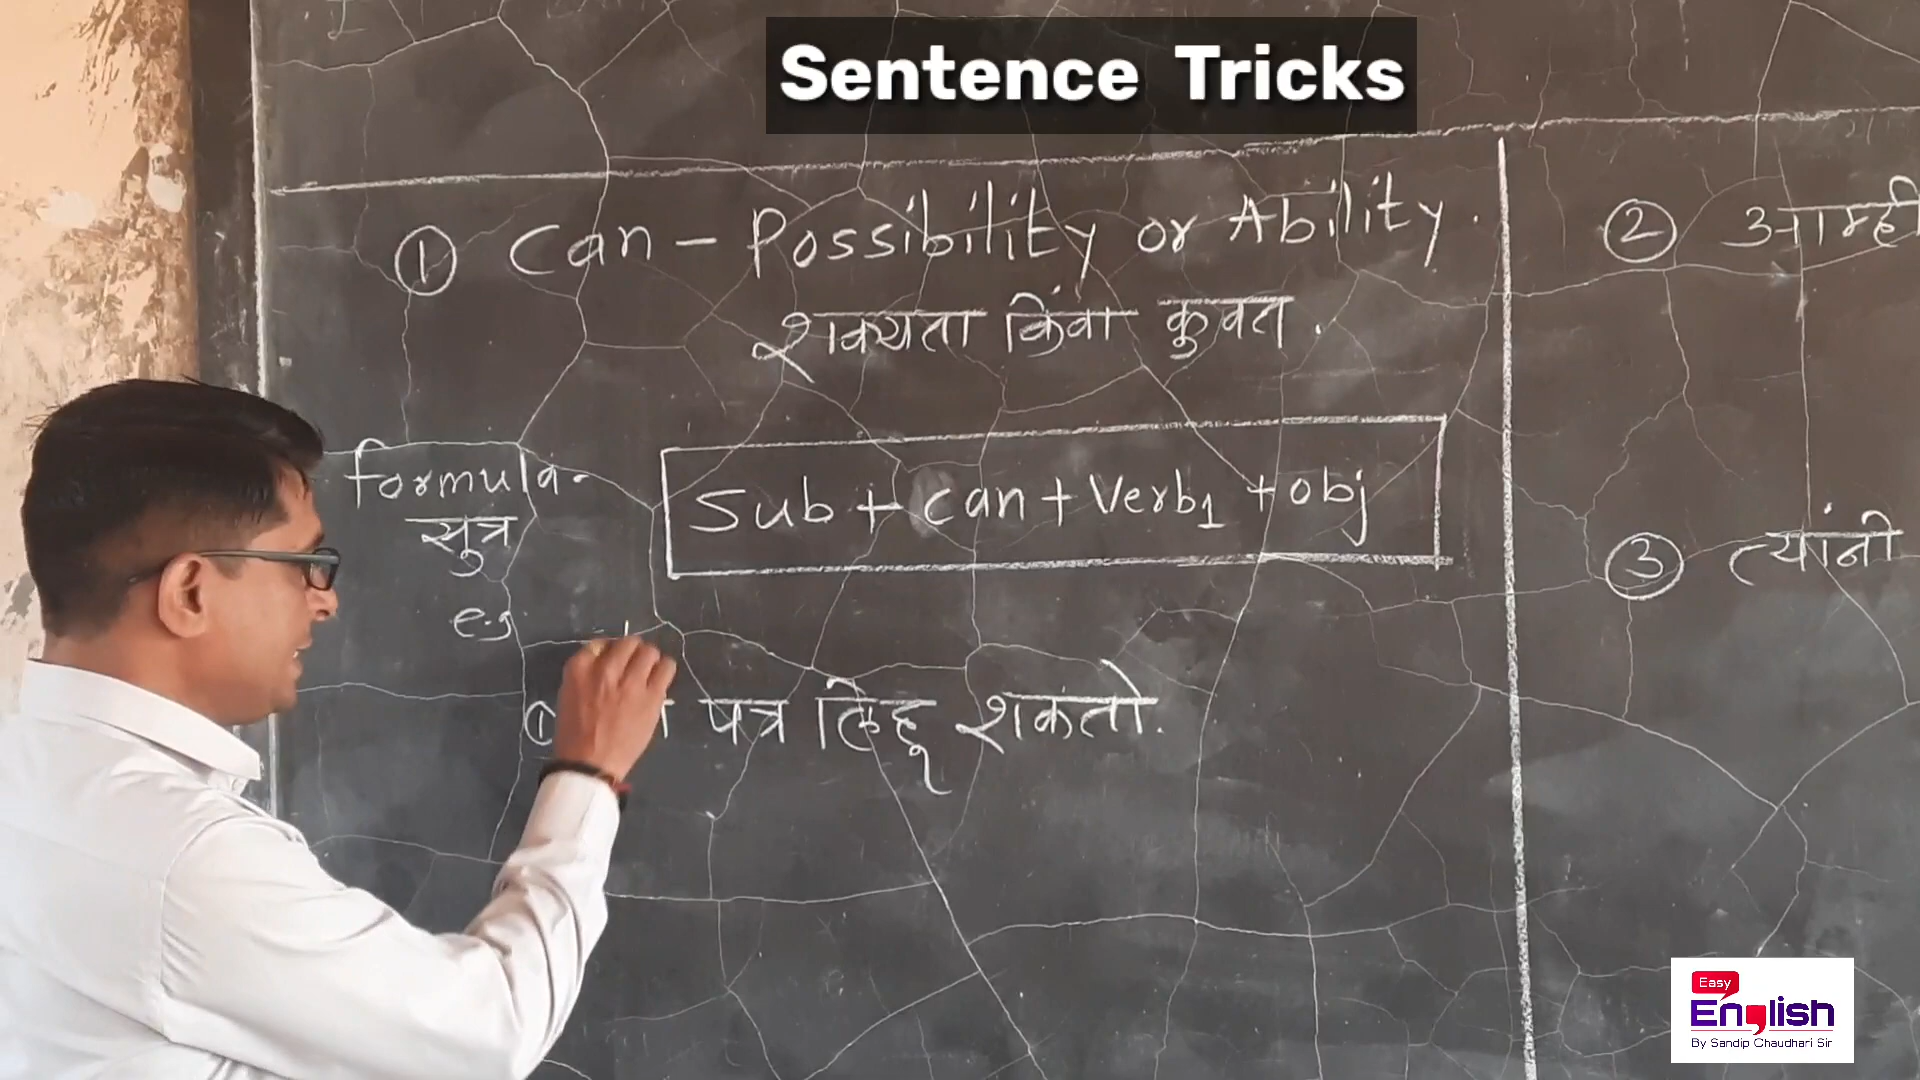 Sentence Tricks
① Can - Possibility or Ability.
शक्यता किंवा कुवत.
formula-
सुत्र
Sub + can + Verb1 + obj
e.g
① पत्र लिहू शकतो.
② आम्ही
③ त्यांनी
Easy
English
By Sandip Chaudhari Sir